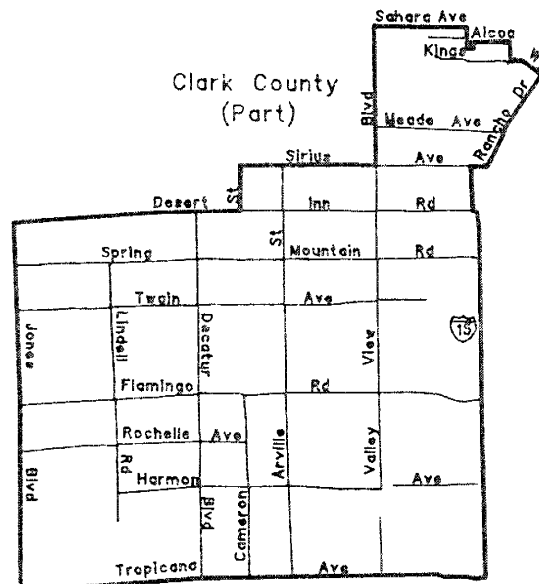 Sahara Ave
Alcoa
Kings
W
Clark County
(Part)
Blvd
Meade Ave
Rancho Dr
Sirius Ave
Desert Inn Rd
St
St
Spring Mountain Rd
Twain Ave
Jones
Lindell
Decatur
View
15
Flamingo Rd
Rochelle Ave
Arville
Valley
Rd
Harmon Ave
Blvd
Blvd
Cameron
Tropicana Ave